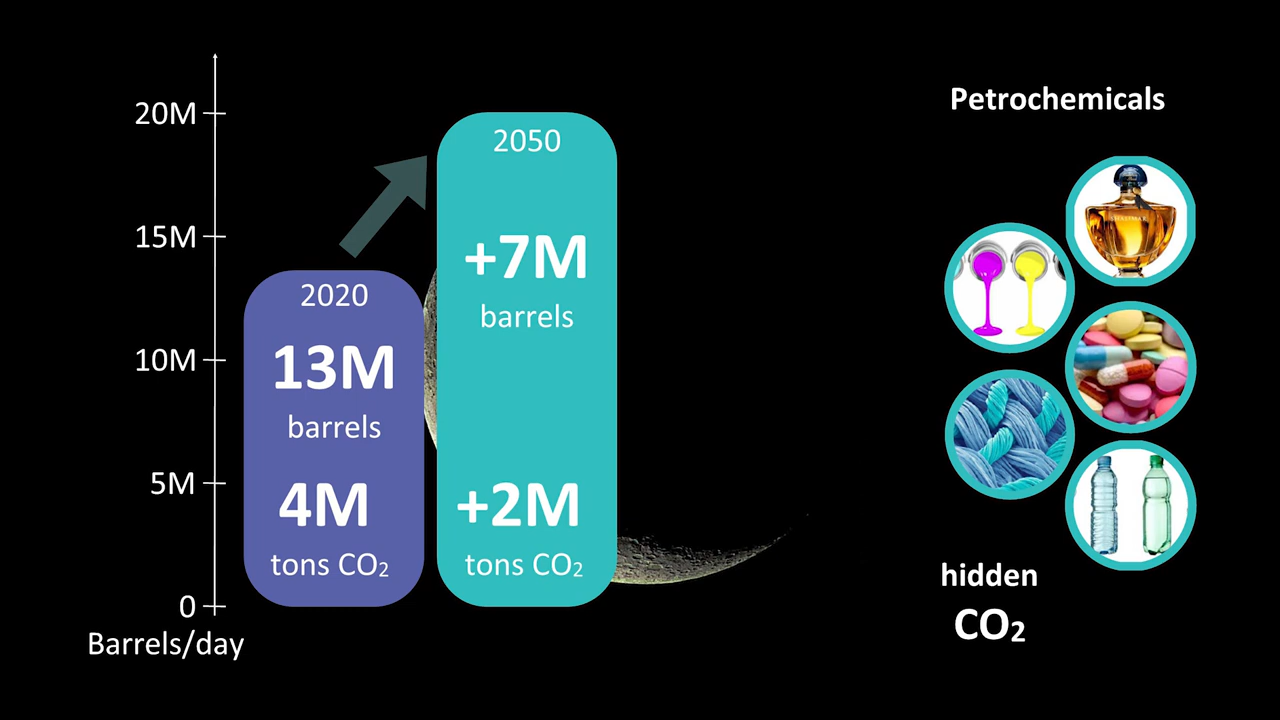 20M
15M
10M
5M
0
Barrels/day
2020
13M
barrels
4M
tons CO₂
2050
+7M
barrels
+2M
tons CO₂
Petrochemicals
hidden
CO₂